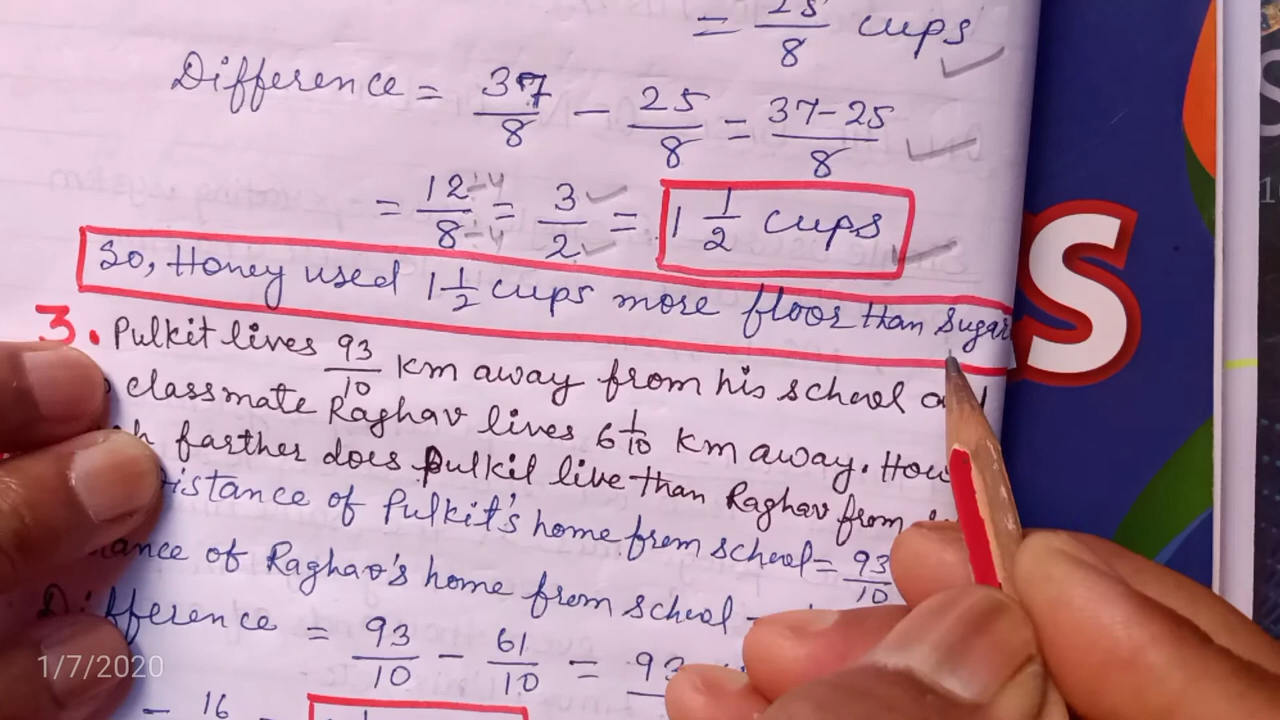 = 25/8 cups
Difference = 37/8 - 25/8 = 37-25/8
= 12÷4/8÷4 = 3/2 = 1 1/2 cups
So, Honey used 1 1/2 cups more floor than sugar
3. Pulkit lives 93/10 km away from his school
classmate Raghav lives 6 1/10 km away. How
farther does Pulkit live than Raghav from
Distance of Pulkit's home from school = 93/10
of Raghav's home from school =
Difference = 93/10 - 61/10 = 93
= 16
S
1/7/2020